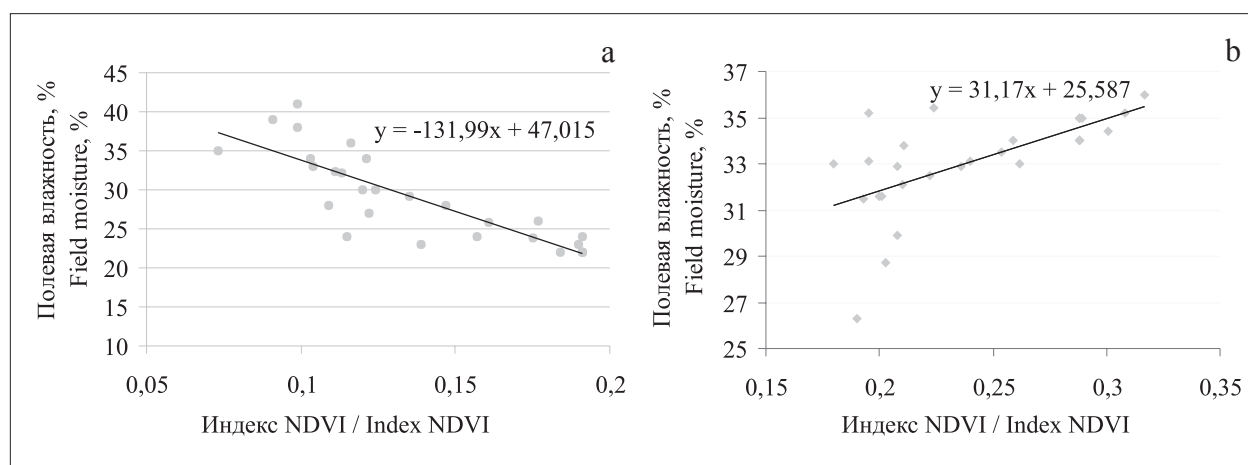 a
45
40
35
30
25
20
15
10
y = -131,99x + 47,015
Полевая влажность, %
Field moisture, %
0,05
0,1
0,15
0,2
Индекс NDVI / Index NDVI
b
37
35
33
31
29
27
25
y = 31,17x + 25,587
Полевая влажность, %
Field moisture, %
0,15
0,2
0,25
0,3
0,35
Индекс NDVI / Index NDVI